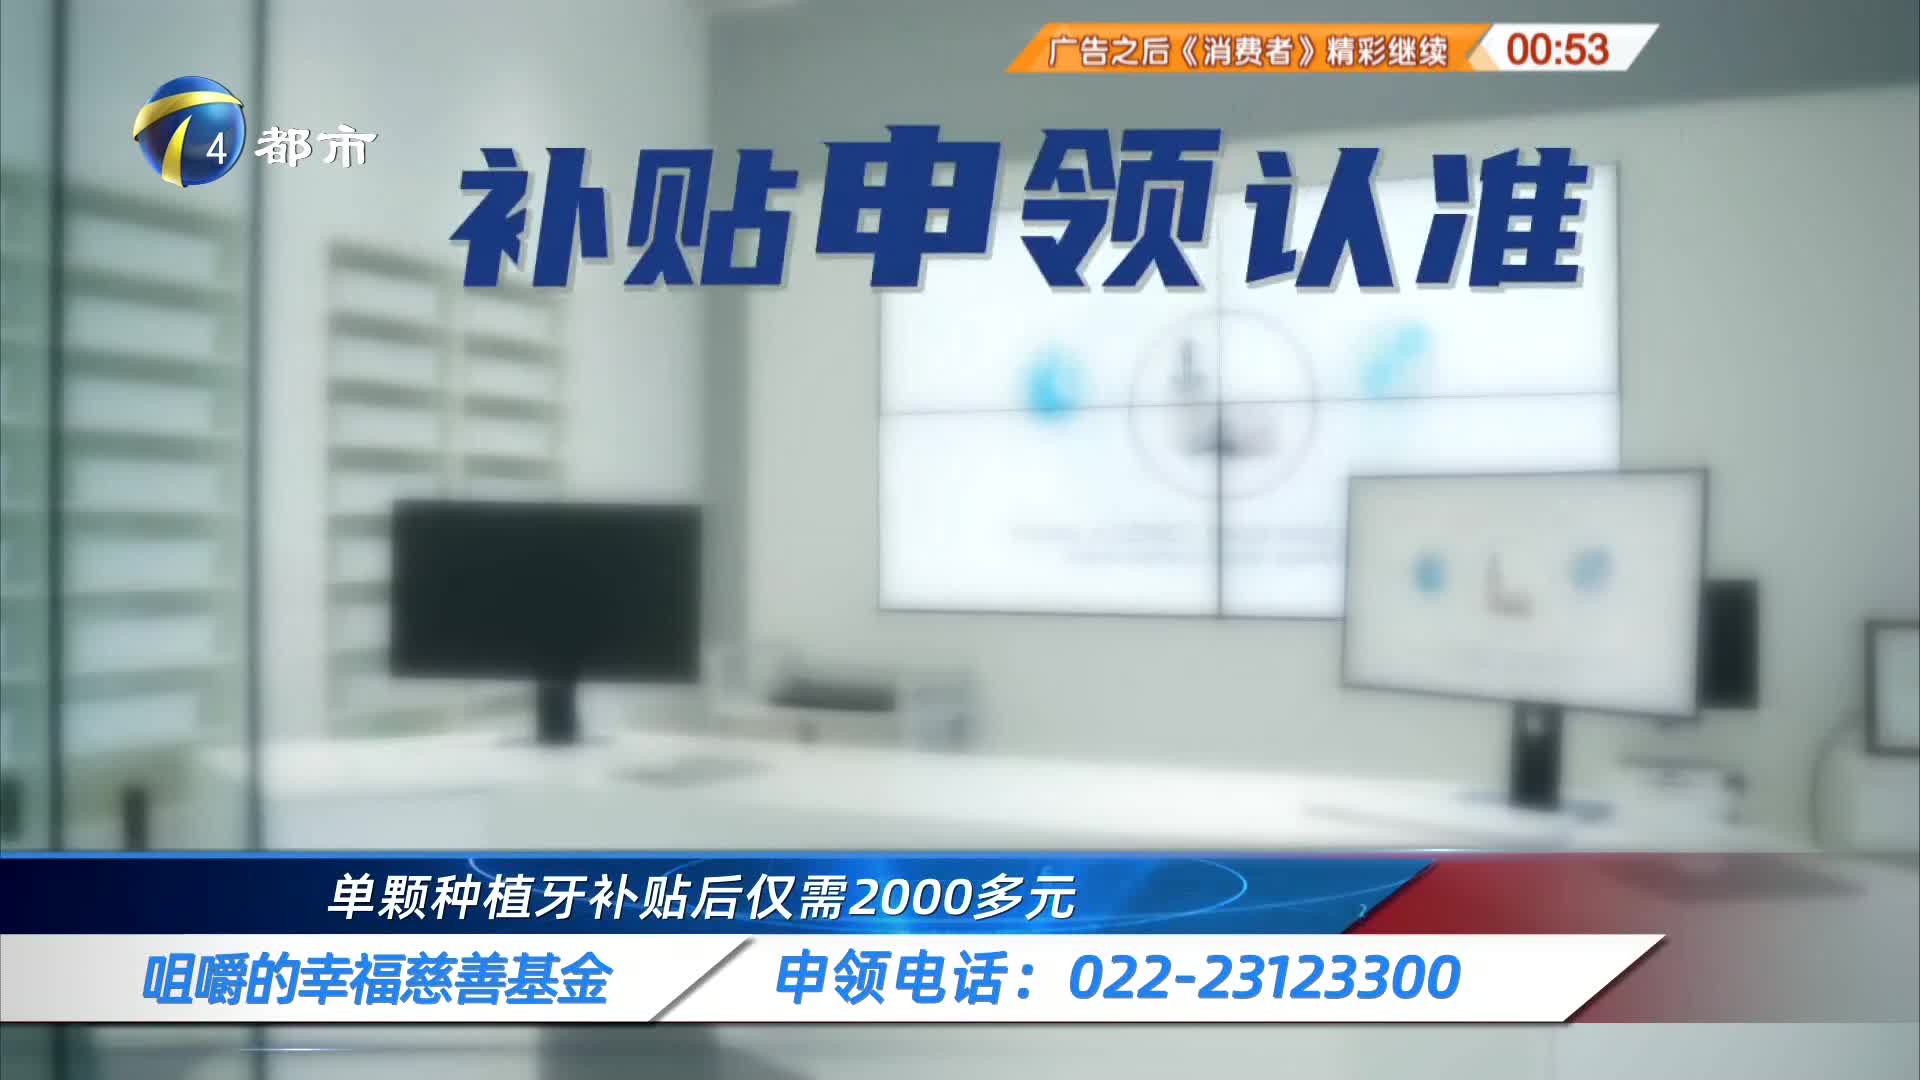 广告之后《消费者》精彩继续 00:53
4 都市
补贴申领认准
单颗种植牙补贴后仅需2000多元
咀嚼的幸福慈善基金 申领电话：022-23123300